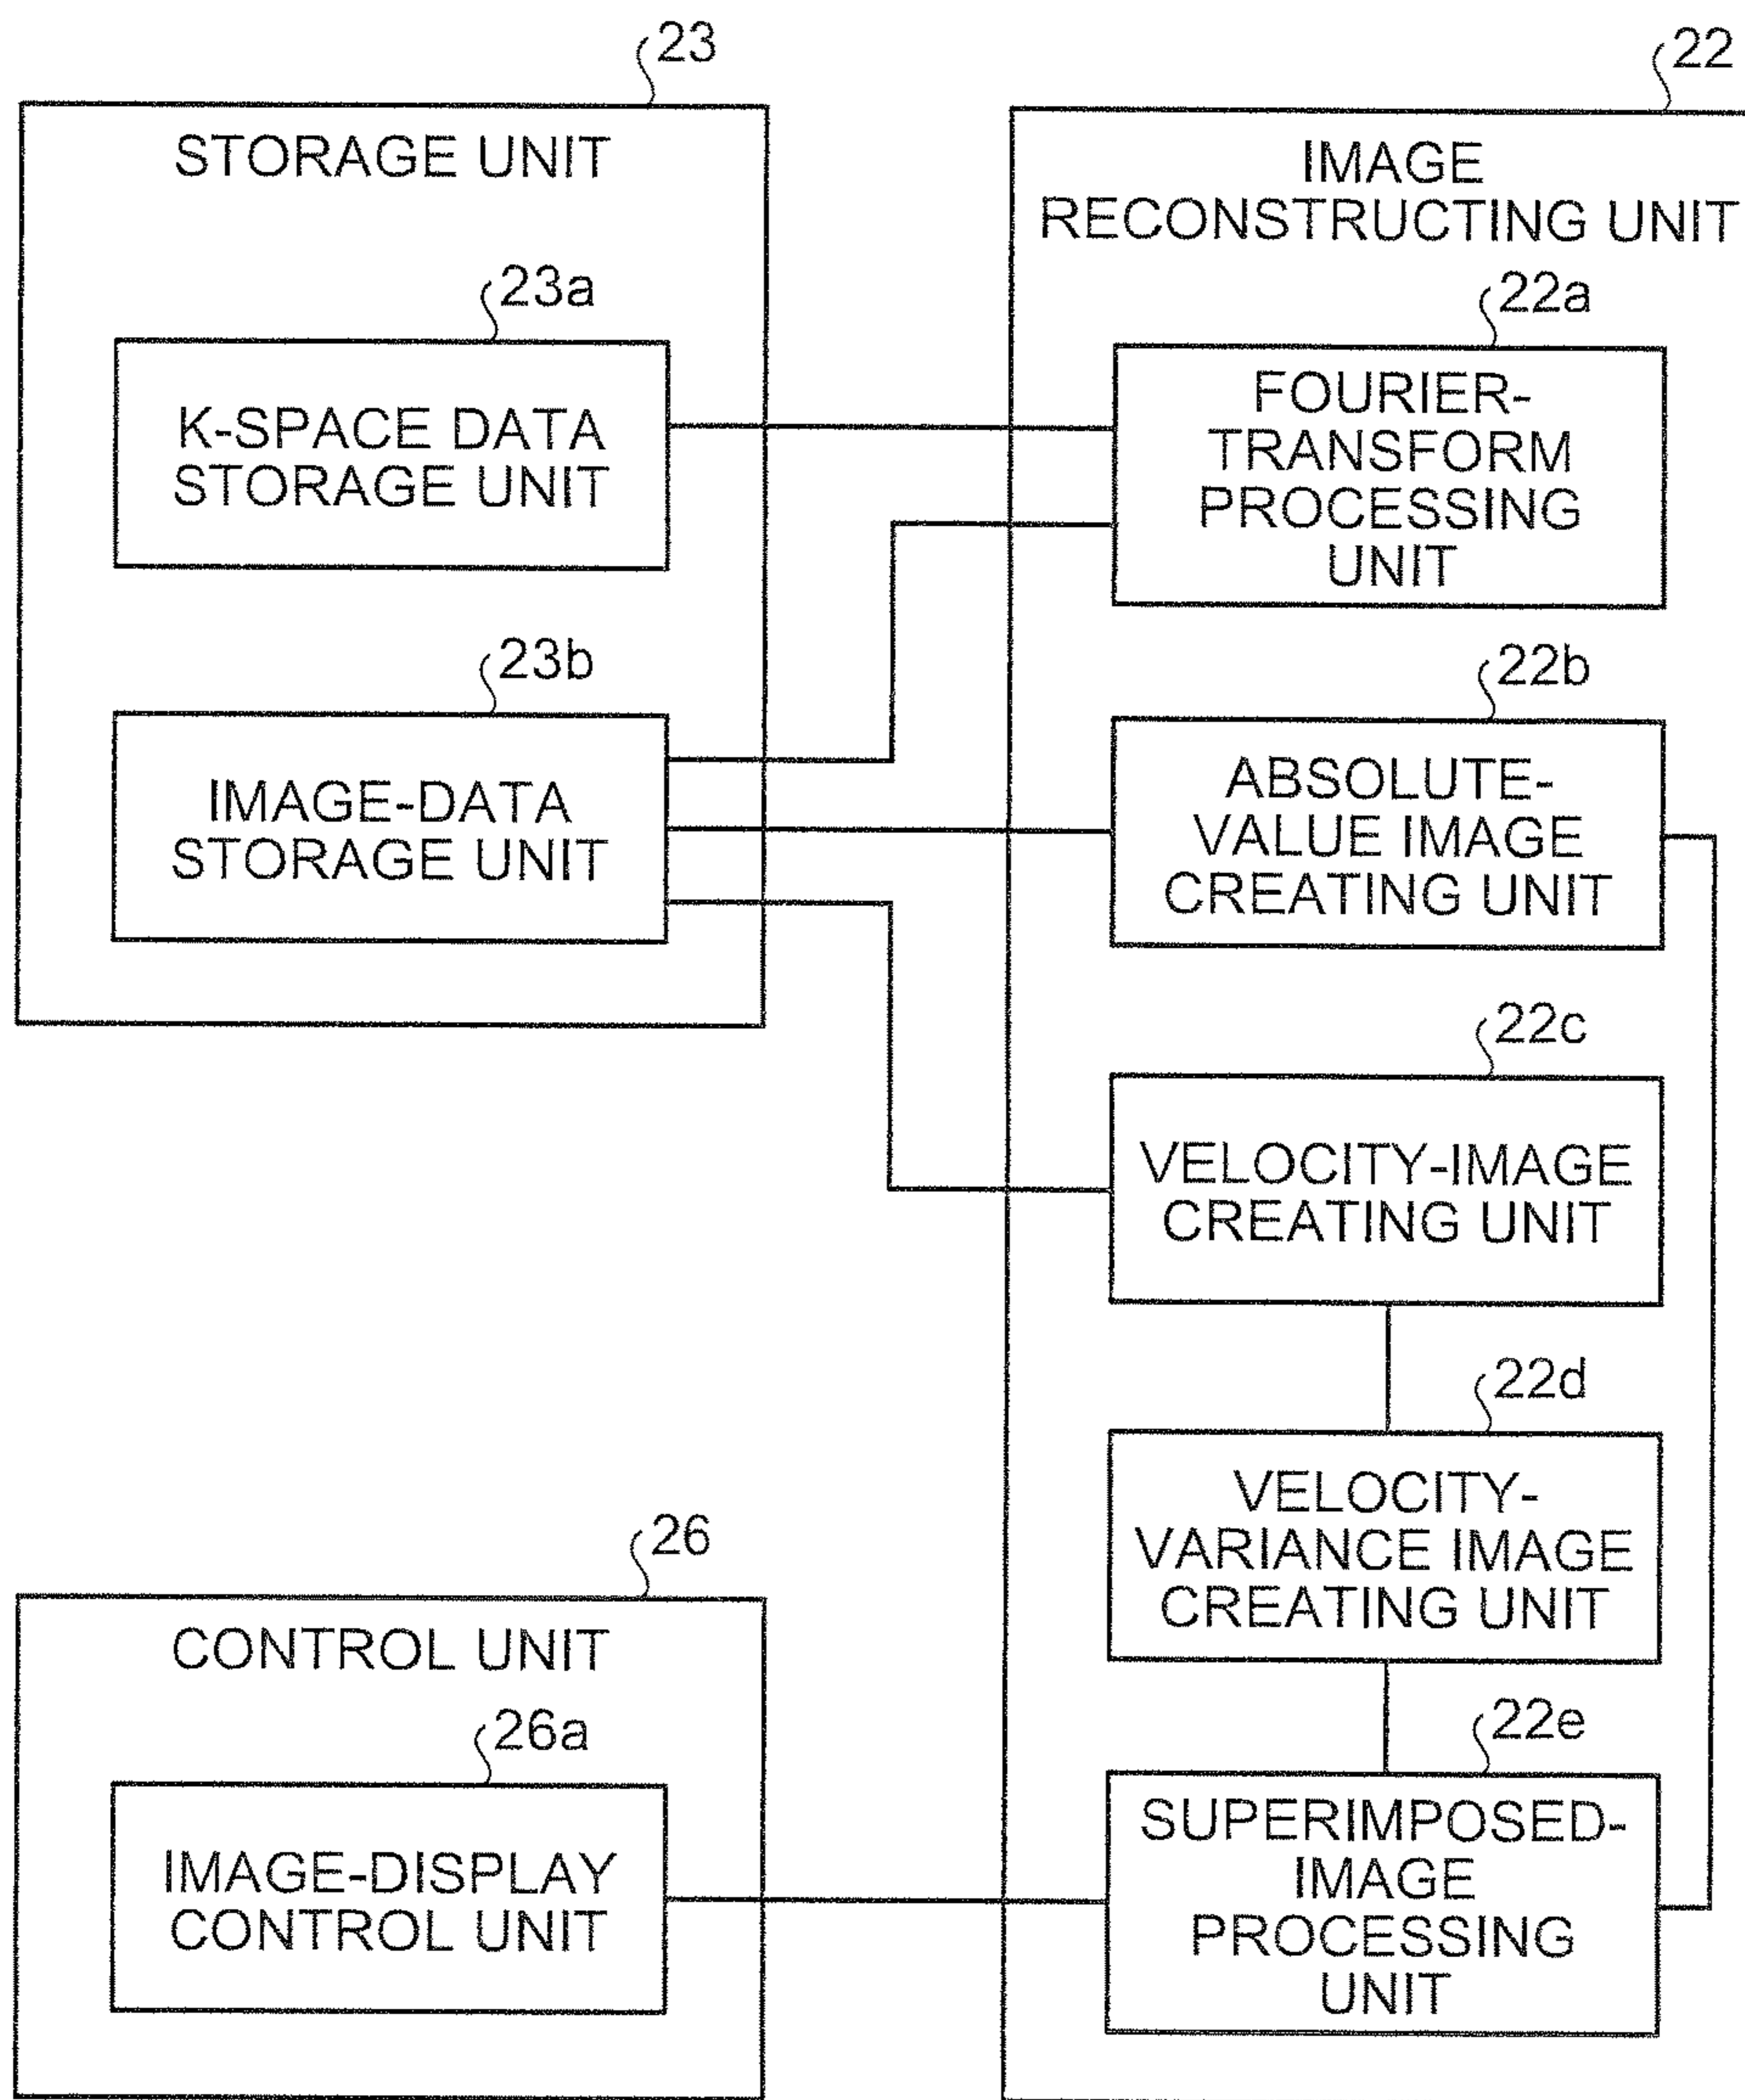 23
STORAGE UNIT
23a
K-SPACE DATA
STORAGE UNIT
23b
IMAGE-DATA
STORAGE UNIT
22
IMAGE
RECONSTRUCTING UNIT
22a
FOURIER-
TRANSFORM
PROCESSING
UNIT
22b
ABSOLUTE-
VALUE IMAGE
CREATING UNIT
22c
VELOCITY-IMAGE
CREATING UNIT
22d
VELOCITY-
VARIANCE IMAGE
CREATING UNIT
22e
SUPERIMPOSED-
IMAGE
PROCESSING
UNIT
26
CONTROL UNIT
26a
IMAGE-DISPLAY
CONTROL UNIT